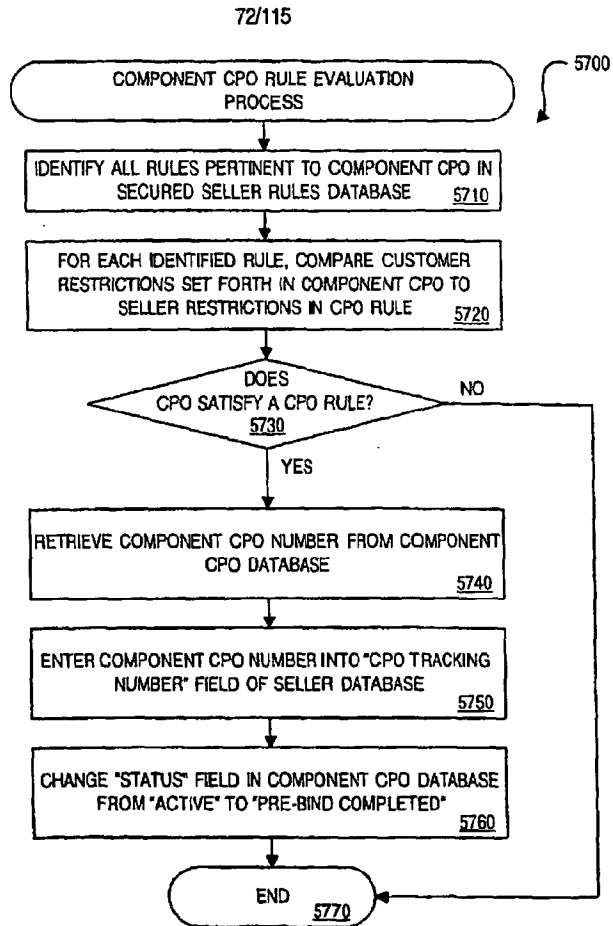 72/115
5700
COMPONENT CPO RULE EVALUATION
PROCESS
IDENTIFY ALL RULES PERTINENT TO COMPONENT CPO IN
SECURED SELLER RULES DATABASE
5710
FOR EACH IDENTIFIED RULE, COMPARE CUSTOMER
RESTRICTIONS SET FORTH IN COMPONENT CPO TO
SELLER RESTRICTIONS IN CPO RULE
5720
DOES
CPO SATISFY A CPO RULE?
5730
NO
YES
RETRIEVE COMPONENT CPO NUMBER FROM COMPONENT
CPO DATABASE
5740
ENTER COMPONENT CPO NUMBER INTO "CPO TRACKING
NUMBER" FIELD OF SELLER DATABASE
5750
CHANGE "STATUS" FIELD IN COMPONENT CPO DATABASE
FROM "ACTIVE" TO "PRE-BIND COMPLETED"
5760
END
5770